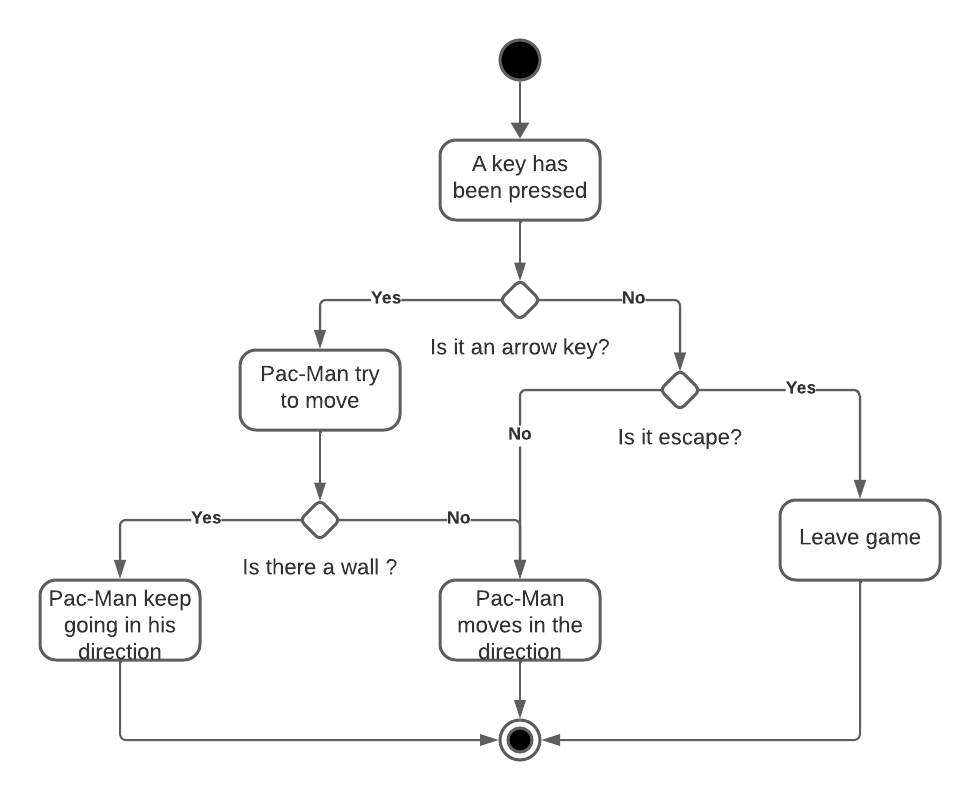 A key has
been pressed
Yes
No
Is it an arrow key?
Pac-Man try
to move
Yes
No
Is it escape?
Yes
No
Is there a wall ?
Leave game
Pac-Man keep
going in his
direction
Pac-Man
moves in the
direction